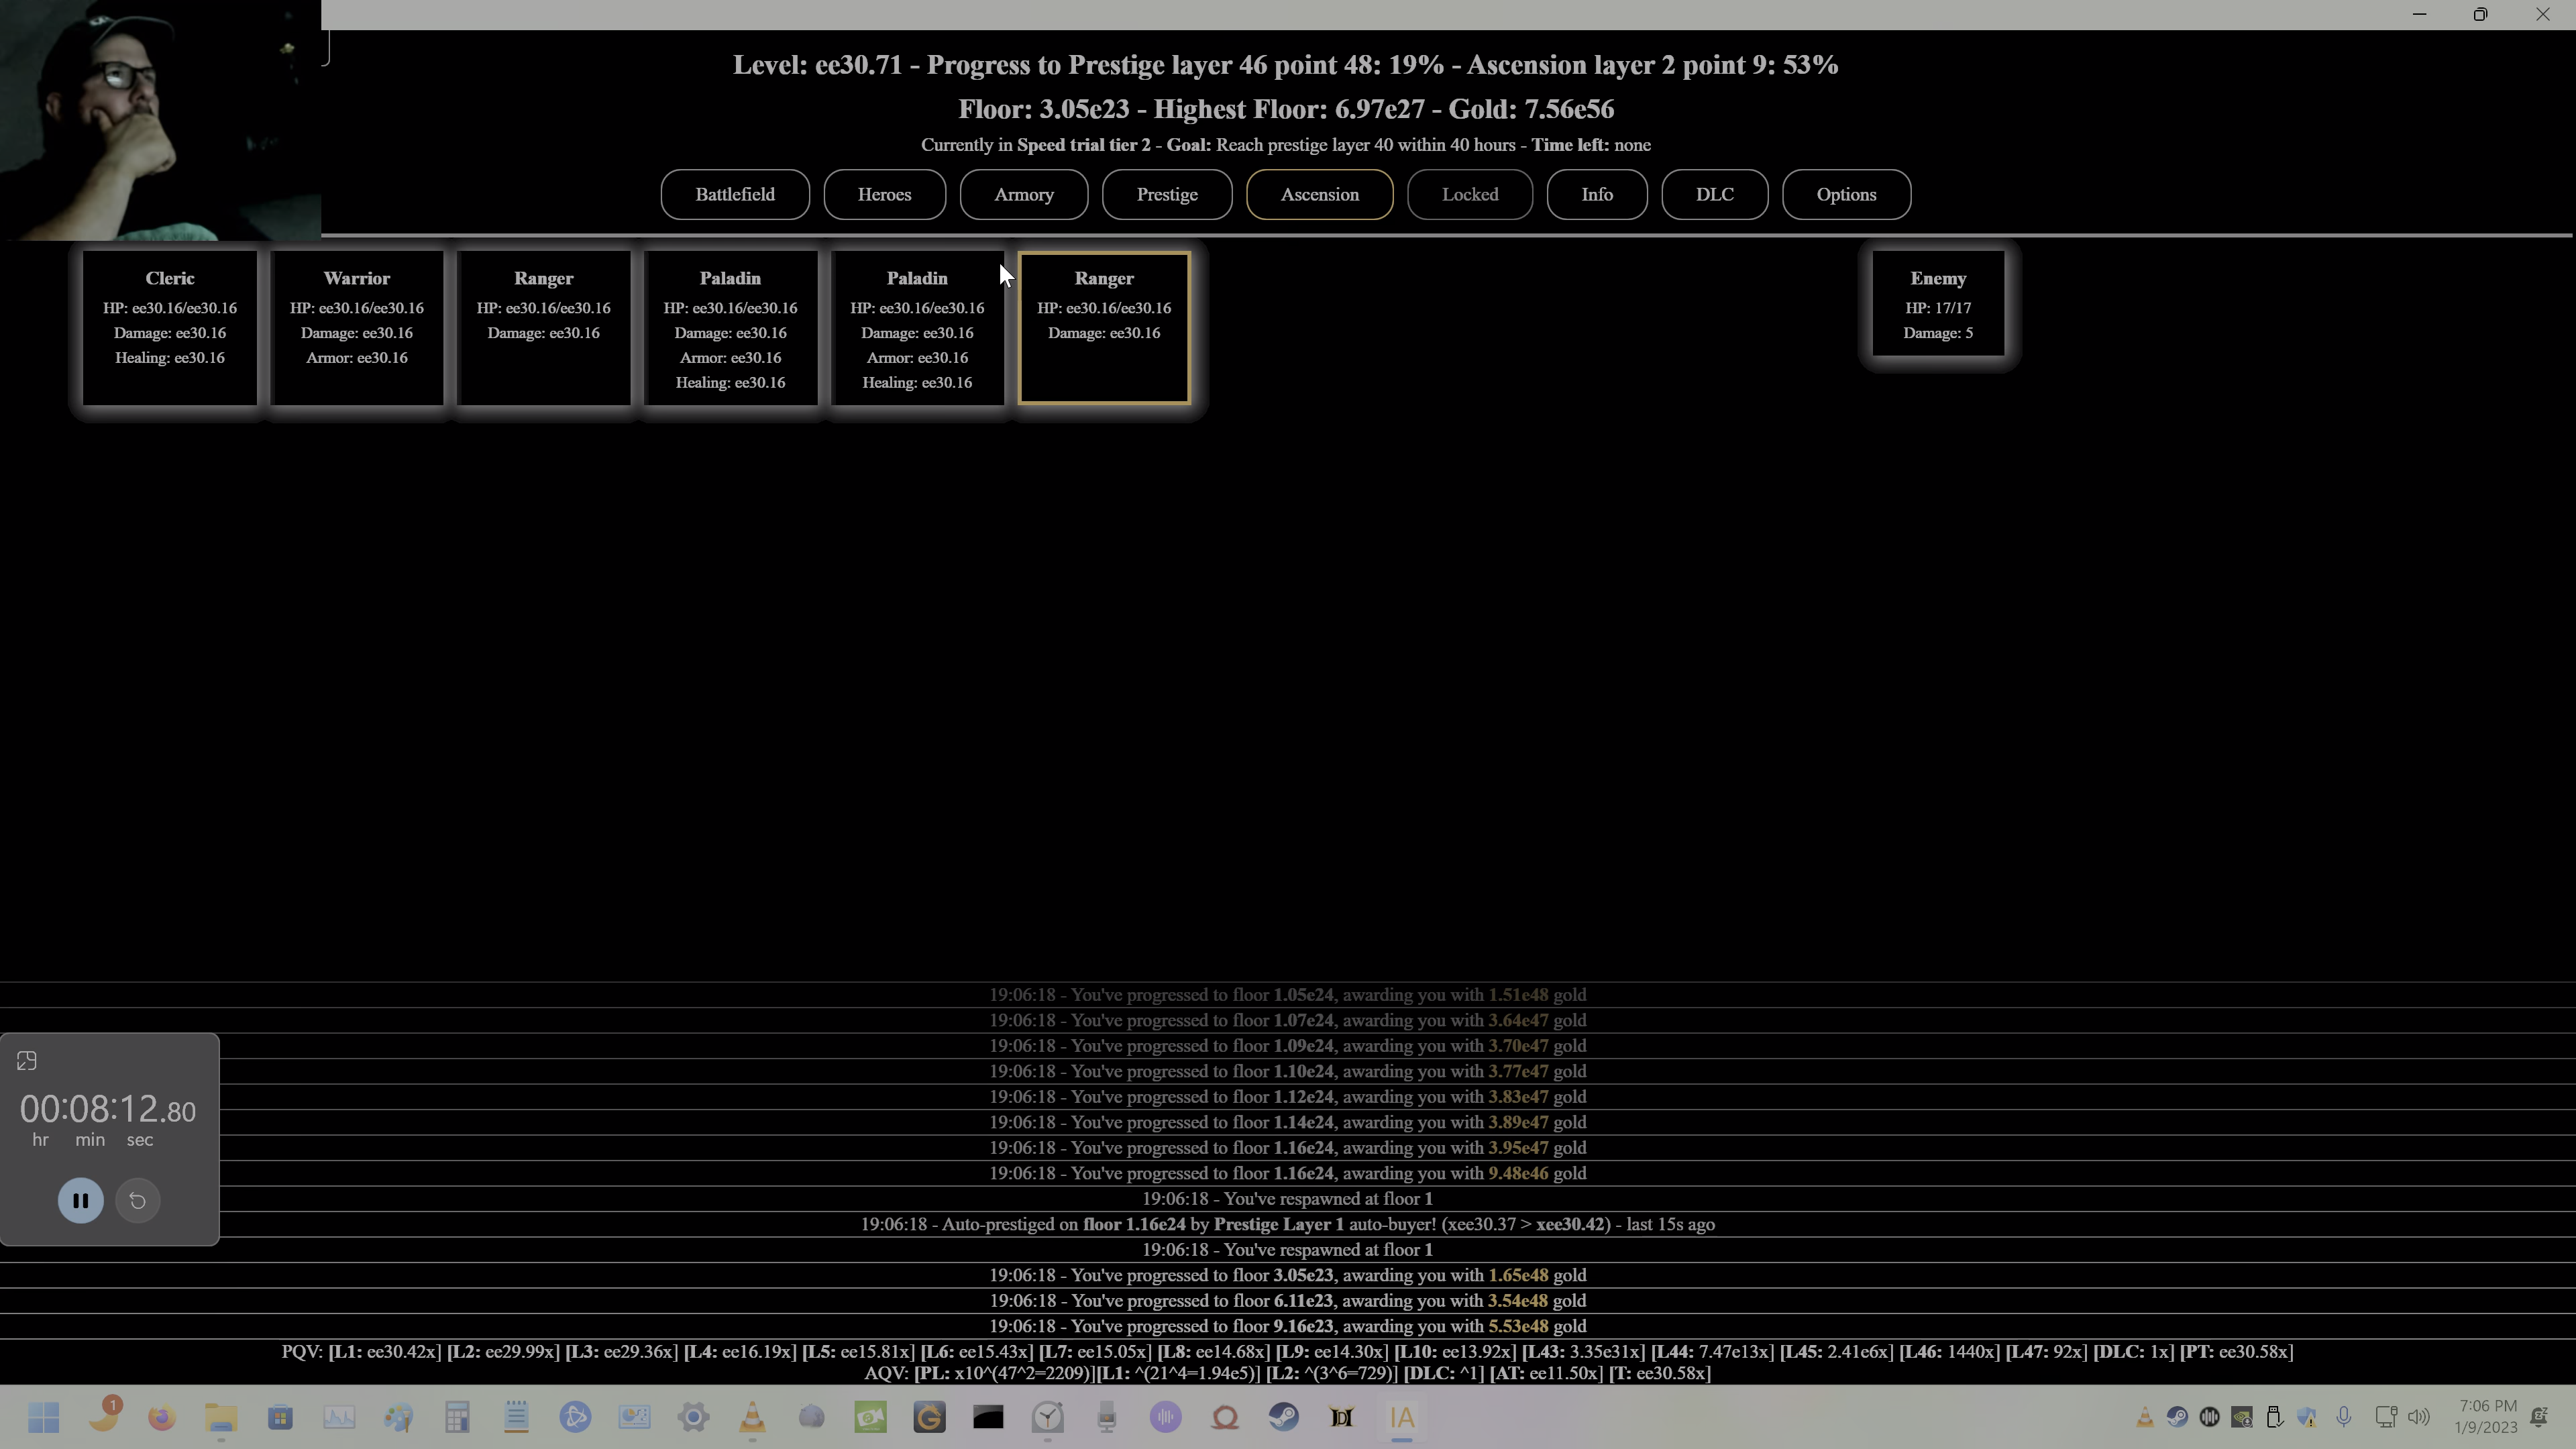 Level: ee30.71 - Progress to Prestige layer 46 point 48: 19% - Ascension layer 2 point 9: 53%
Floor: 3.05e23 - Highest Floor: 6.97e27 - Gold: 7.56e56
Currently in Speed trial tier 2 - Goal: Reach prestige layer 40 within 40 hours - Time left: none
Battlefield Heroes Armory Prestige Ascension Locked Info DLC Options
Cleric
HP: ee30.16/ee30.16
Damage: ee30.16
Healing: ee30.16
Warrior
HP: ee30.16/ee30.16
Damage: ee30.16
Armor: ee30.16
Ranger
HP: ee30.16/ee30.16
Damage: ee30.16
Paladin
HP: ee30.16/ee30.16
Damage: ee30.16
Armor: ee30.16
Healing: ee30.16
Paladin
HP: ee30.16/ee30.16
Damage: ee30.16
Armor: ee30.16
Healing: ee30.16
Ranger
HP: ee30.16/ee30.16
Damage: ee30.16
Enemy
HP: 17/17
Damage: 5
19:06:18 - You've progressed to floor 1.05e24, awarding you with 1.51e48 gold
19:06:18 - You've progressed to floor 1.07e24, awarding you with 3.64e47 gold
19:06:18 - You've progressed to floor 1.09e24, awarding you with 3.70e47 gold
19:06:18 - You've progressed to floor 1.10e24, awarding you with 3.77e47 gold
19:06:18 - You've progressed to floor 1.12e24, awarding you with 3.83e47 gold
19:06:18 - You've progressed to floor 1.14e24, awarding you with 3.89e47 gold
19:06:18 - You've progressed to floor 1.16e24, awarding you with 3.95e47 gold
19:06:18 - You've progressed to floor 1.16e24, awarding you with 9.48e46 gold
19:06:18 - You've respawned at floor 1
19:06:18 - Auto-prestiged on floor 1.16e24 by Prestige Layer 1 auto-buyer! (xee30.37 > xee30.42) - last 15s ago
19:06:18 - You've respawned at floor 1
19:06:18 - You've progressed to floor 3.05e23, awarding you with 1.65e48 gold
19:06:18 - You've progressed to floor 6.11e23, awarding you with 3.54e48 gold
19:06:18 - You've progressed to floor 9.16e23, awarding you with 5.53e48 gold
PQV: [L1: ee30.42x] [L2: ee29.99x] [L3: ee29.36x] [L4: ee16.19x] [L5: ee15.81x] [L6: ee15.43x] [L7: ee15.05x] [L8: ee14.68x] [L9: ee14.30x] [L10: ee13.92x] [L43: 3.35e31x] [L44: 7.47e13x] [L45: 2.41e6x] [L46: 1440x] [L47: 92x] [DLC: 1x] [PT: ee30.58x]
AQV: [PL: x10^(47^2=2209)][L1: ^(21^4=1.94e5)] [L2: ^(3^6=729)] [DLC: ^1] [AT: ee11.50x] [T: ee30.58x]
00:08:12.80
hr min sec
1
IA
7:06 PM
1/9/2023